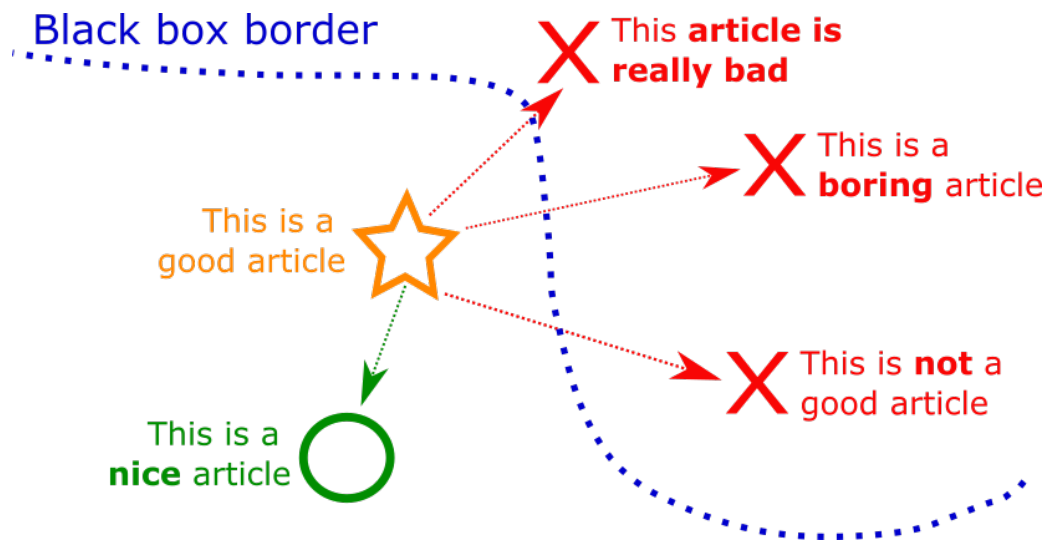 Black box border
This article is
really bad
This is a
boring article
This is a
good article
This is not a
good article
This is a
nice article